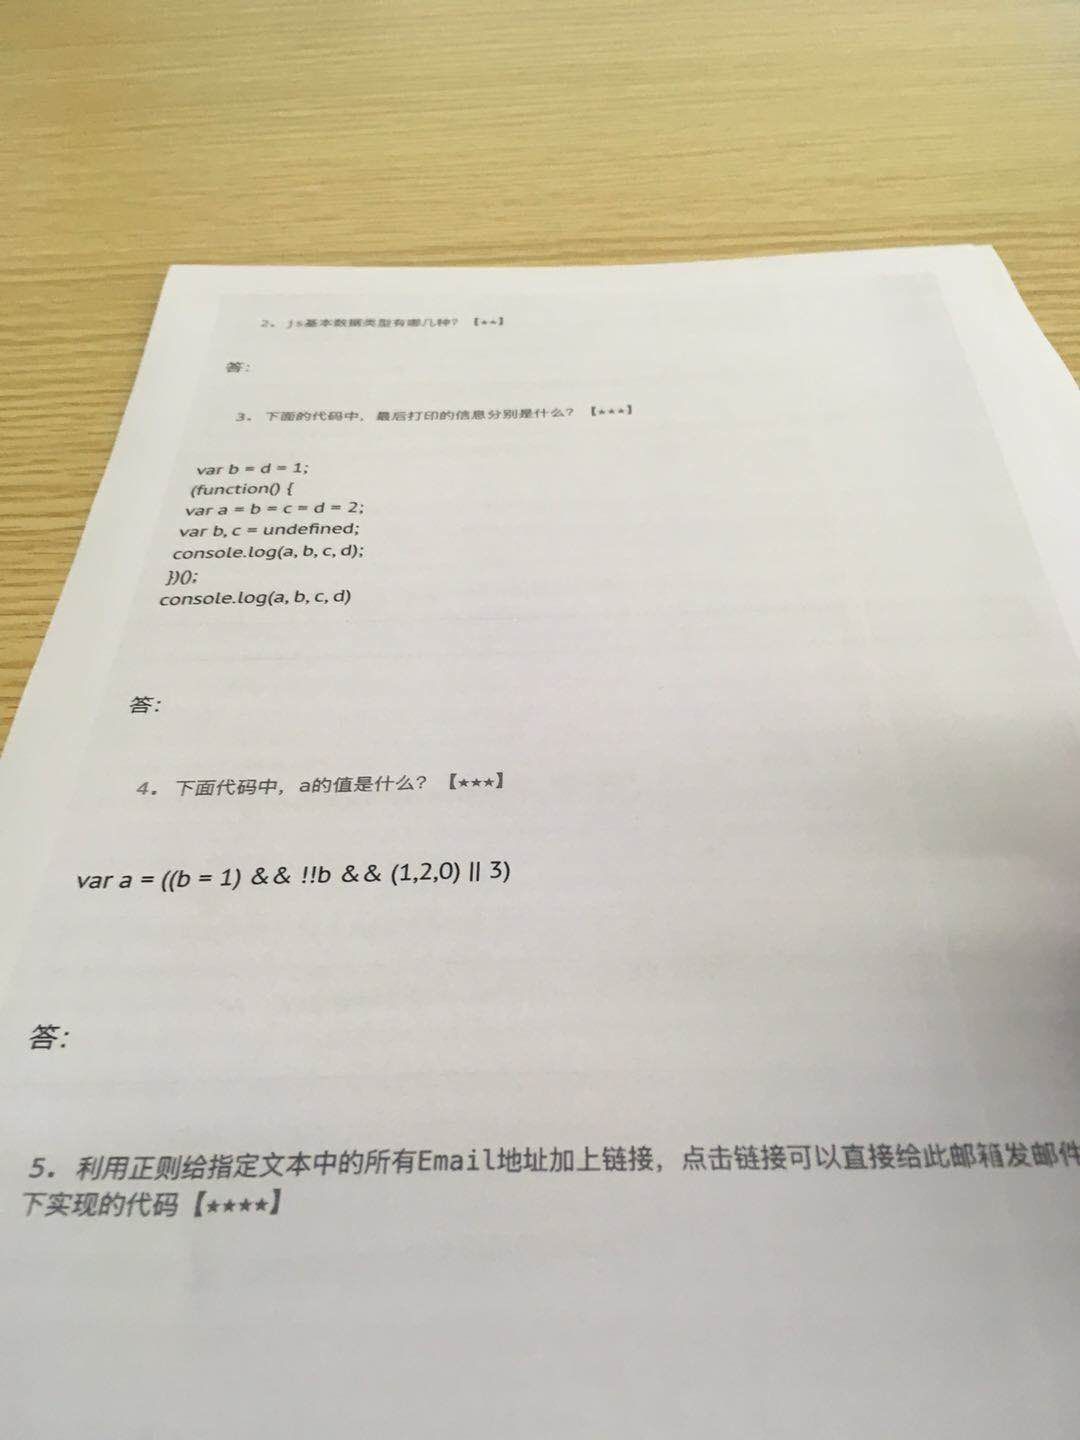 2. js基本数据类型有哪几种？【★★】
答：
3. 下面的代码中，最后打印的信息分别是什么？【★★★】
var b = d = 1;
(function() {
var a = b = c = d = 2;
var b, c = undefined;
console.log(a, b, c, d);
})();
console.log(a, b, c, d)
答：
4. 下面代码中，a的值是什么？【★★★】
var a = ((b = 1) && !!b && (1,2,0) || 3)
答：
5. 利用正则给指定文本中的所有Email地址加上链接，点击链接可以直接给此邮箱发邮件
下实现的代码【★★★★】